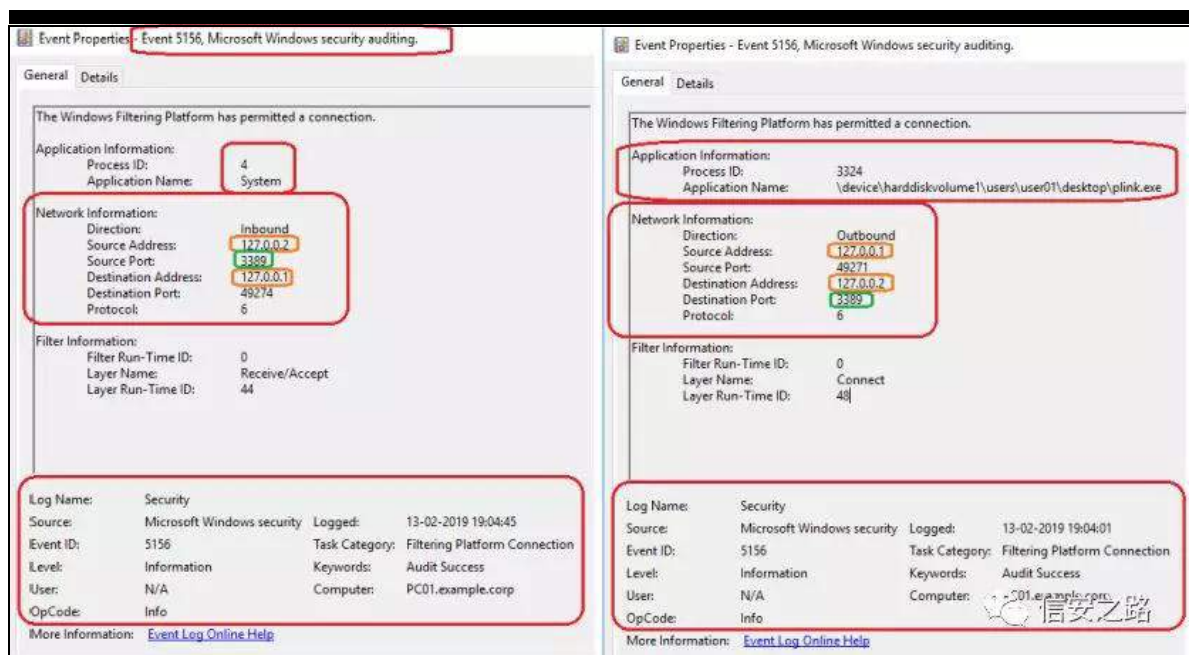 Event Properties - Event 5156, Microsoft Windows security auditing.
General Details
The Windows Filtering Platform has permitted a connection.
Application Information:
Process ID: 4
Application Name: System
Network Information:
Direction: Inbound
Source Address: 127.0.0.2
Source Port: 3389
Destination Address: 127.0.0.1
Destination Port: 49274
Protocol: 6
Filter Information:
Filter Run-Time ID: 0
Layer Name: Receive/Accept
Layer Run-Time ID: 44
Log Name: Security
Source: Microsoft Windows security Logged: 13-02-2019 19:04:45
Event ID: 5156 Task Category: Filtering Platform Connection
Level: Information Keywords: Audit Success
User: N/A Computer: PC01.example.corp
OpCode: Info
More Information: Event Log Online Help
Event Properties - Event 5156, Microsoft Windows security auditing.
General Details
The Windows Filtering Platform has permitted a connection.
Application Information:
Process ID: 3324
Application Name: \device\harddiskvolume1\users\user01\desktop\plink.exe
Network Information:
Direction: Outbound
Source Address: 127.0.0.1
Source Port: 49271
Destination Address: 127.0.0.2
Destination Port: 3389
Protocol: 6
Filter Information:
Filter Run-Time ID: 0
Layer Name: Connect
Layer Run-Time ID: 48
Log Name: Security
Source: Microsoft Windows security Logged: 13-02-2019 19:04:01
Event ID: 5156 Task Category: Filtering Platform Connection
Level: Information Keywords: Audit Success
User: N/A Computer: PC01.example.corp
OpCode: Info
信安之路
More Information: Event Log Online Help